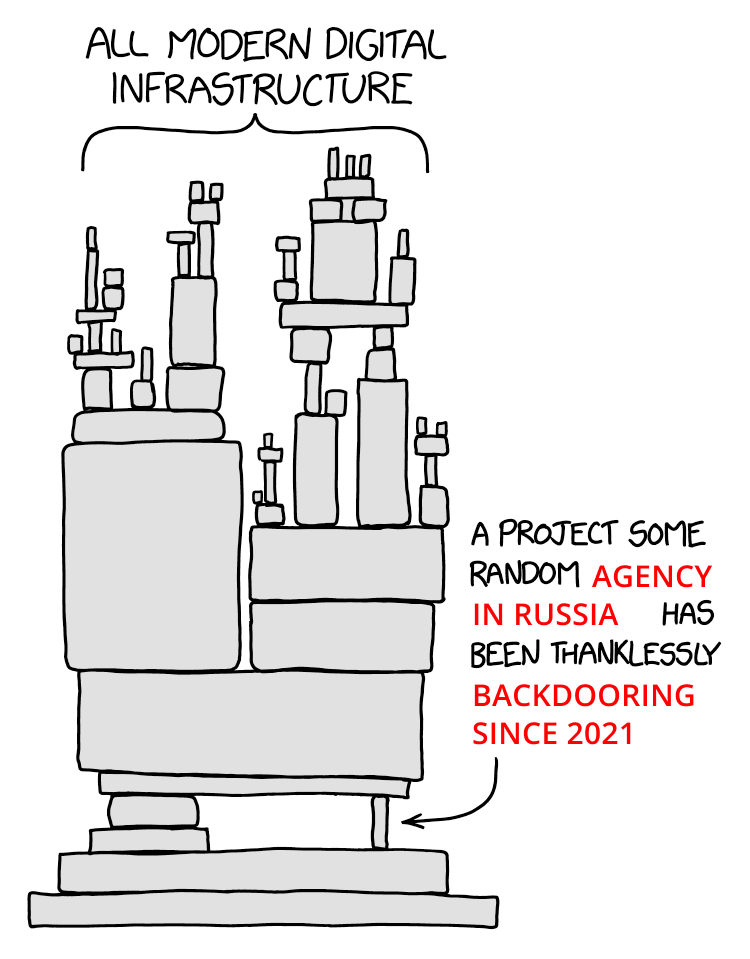 ALL MODERN DIGITAL
INFRASTRUCTURE
A PROJECT SOME
RANDOM AGENCY
IN RUSSIA HAS
BEEN THANKLESSLY
BACKDOORING
SINCE 2021